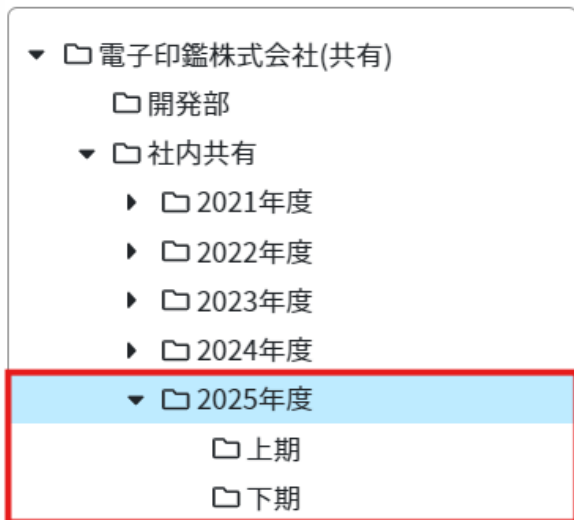 電子印鑑株式会社(共有)
開発部
社内共有
2021年度
2022年度
2023年度
2024年度
2025年度
上期
下期